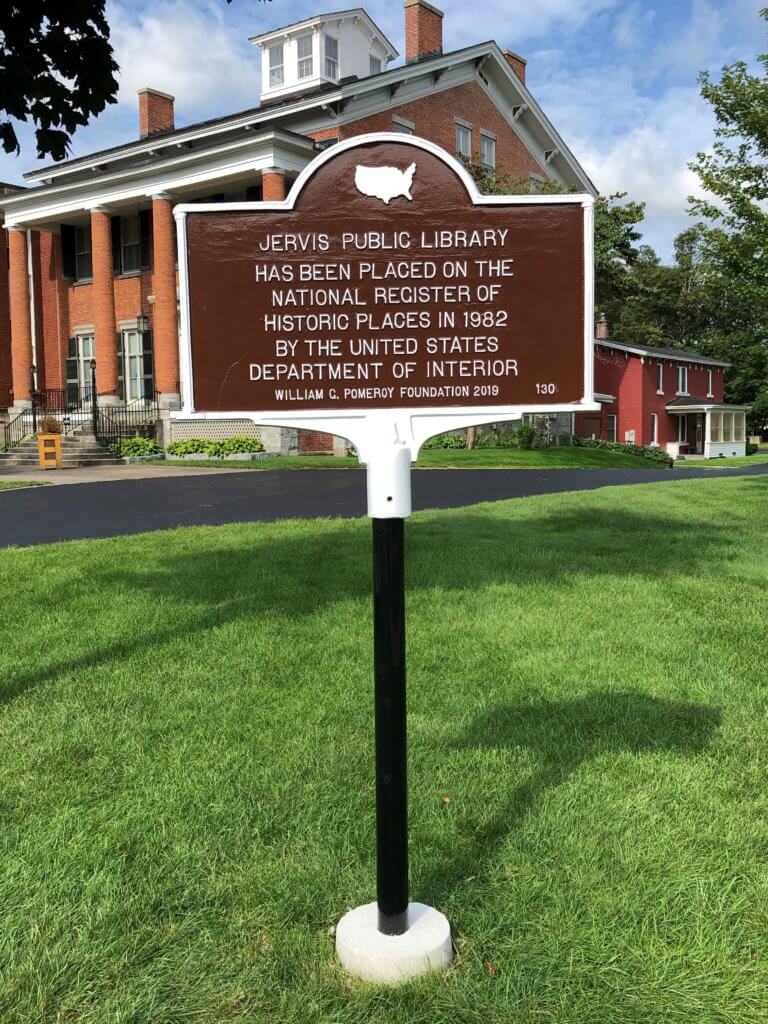 JERVIS PUBLIC LIBRARY
HAS BEEN PLACED ON THE
NATIONAL REGISTER OF
HISTORIC PLACES IN 1982
BY THE UNITED STATES
DEPARTMENT OF INTERIOR
WILLIAM G. POMEROY FOUNDATION 2019 130